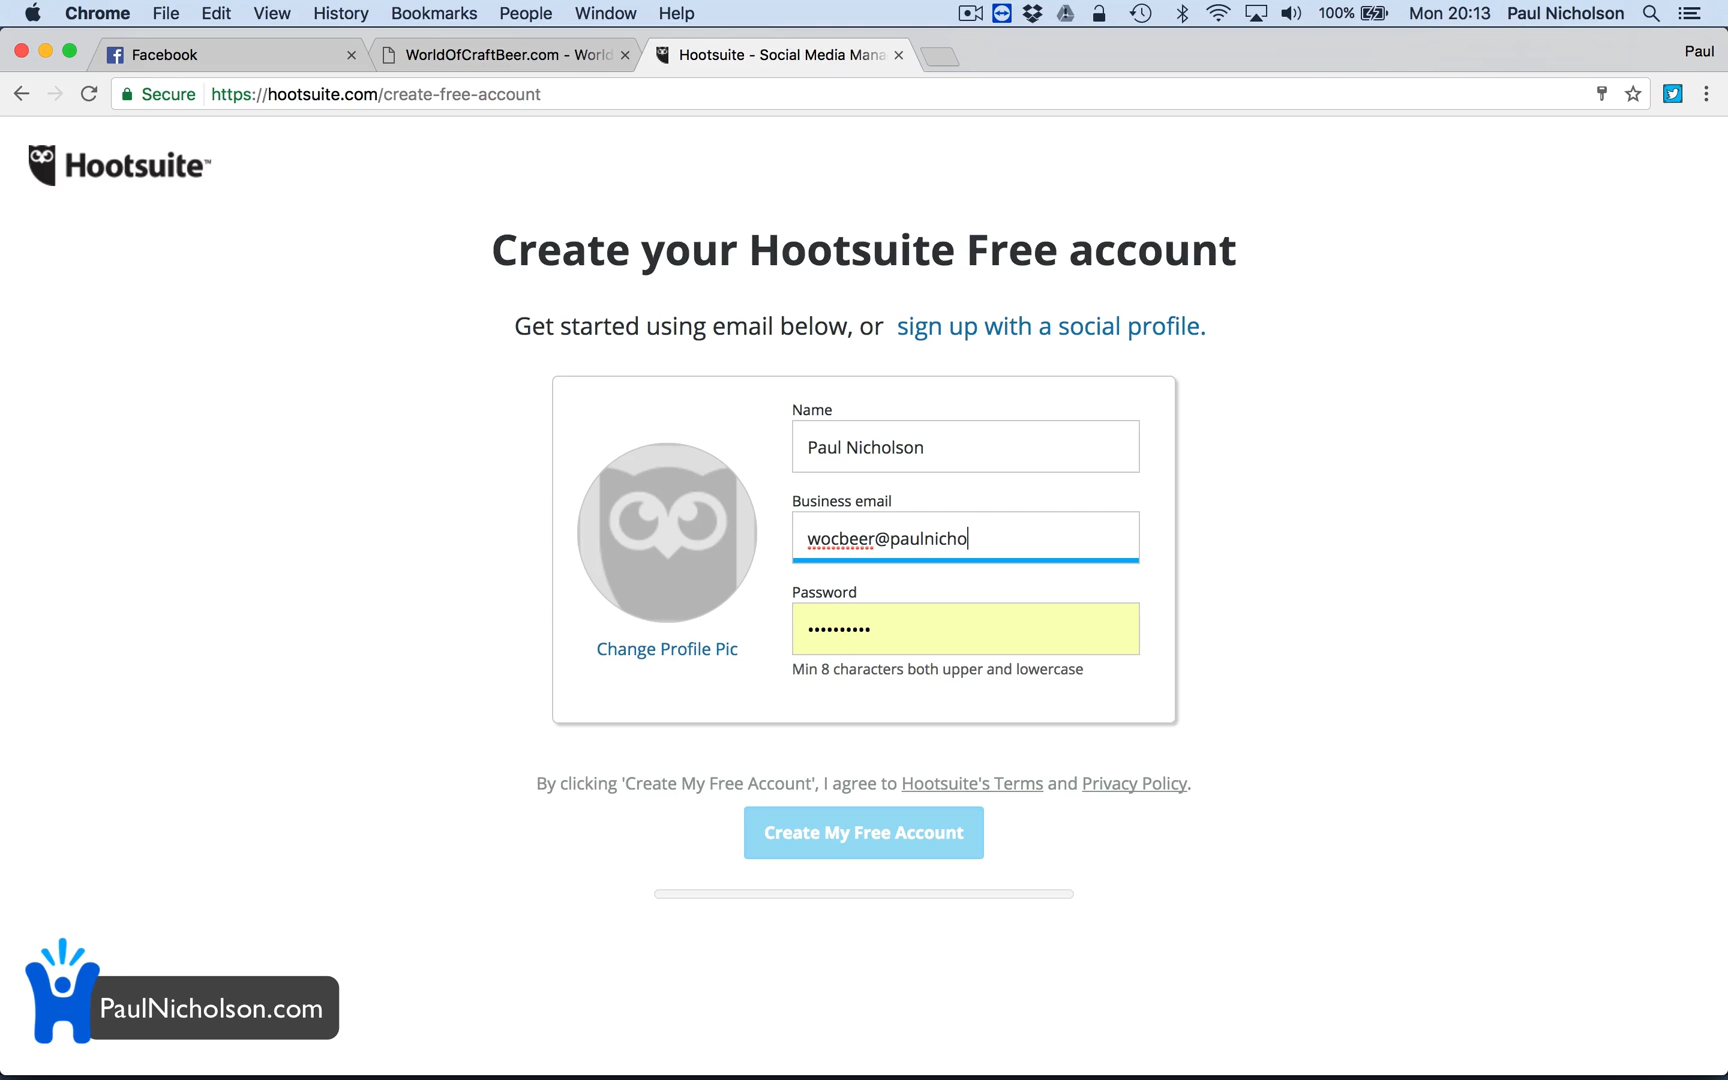 Chrome File Edit View History Bookmarks People Window Help 100% Mon 20:13 Paul Nicholson
Facebook WorldOfCraftBeer.com - World Hootsuite - Social Media Mana Paul
Secure https://hootsuite.com/create-free-account
Hootsuite™
Create your Hootsuite Free account
Get started using email below, or sign up with a social profile.
Name
Paul Nicholson
Business email
wocbeer@paulnicho
Password
••••••••••
Change Profile Pic
Min 8 characters both upper and lowercase
By clicking 'Create My Free Account', I agree to Hootsuite's Terms and Privacy Policy.
Create My Free Account
PaulNicholson.com